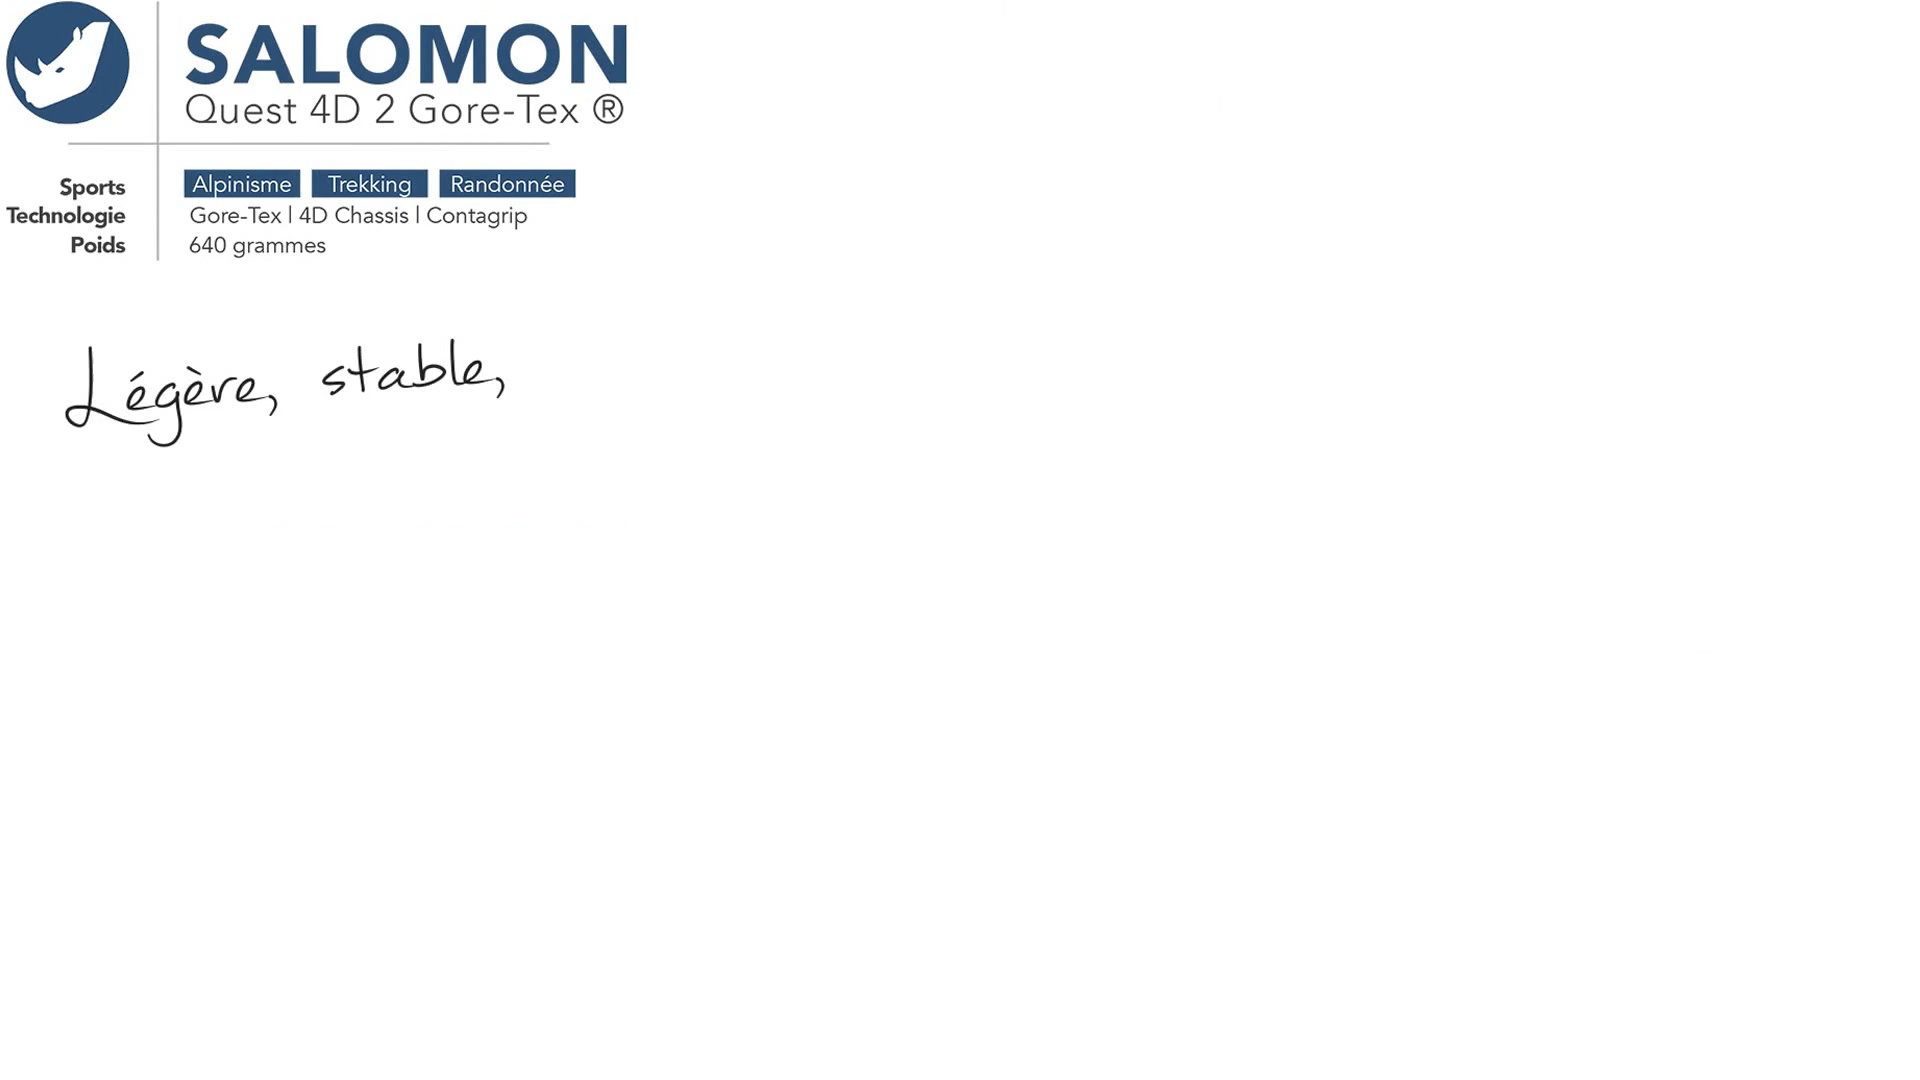 SALOMON
Quest 4D 2 Gore-Tex ®
Sports Alpinisme Trekking Randonnée
Technologie Gore-Tex | 4D Chassis | Contagrip
Poids 640 grammes
Légère, stable,